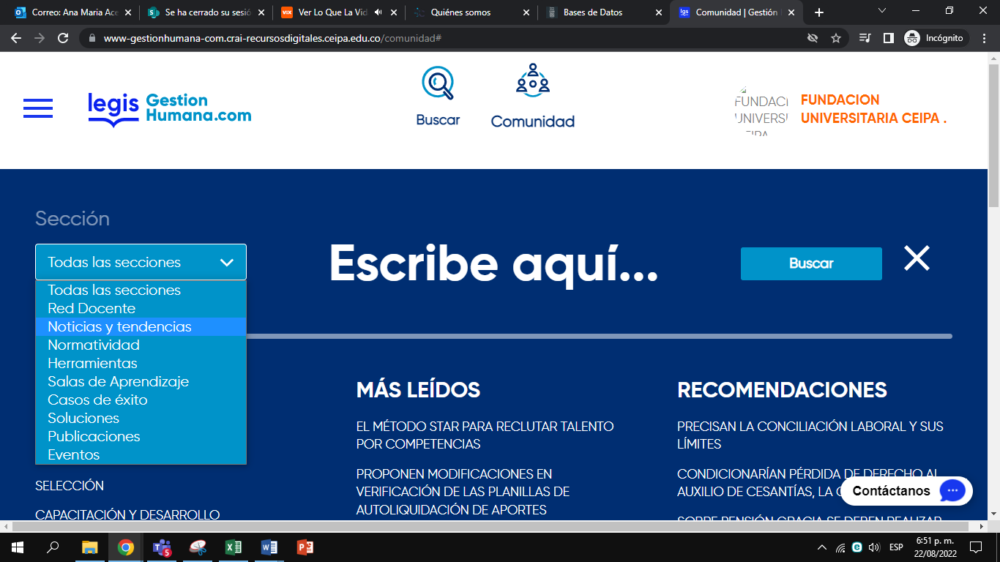 Correo: Ana Maria Ace
Se ha cerrado su sesió
VIX
Ver Lo Que La Vid
Quiénes somos
Bases de Datos
lgs
Comunidad | Gestión
www-gestionhumana-com.crai-recursosdigitales.ceipa.edu.co/comunidad#
Incógnito
legis Gestion
Humana.com
Buscar
Comunidad
FUNDACI
UNIVERSI
CEIPA
FUNDACION
UNIVERSITARIA CEIPA .
Sección
Todas las secciones
Escribe aquí...
Buscar
Todas las secciones
Red Docente
Noticias y tendencias
Normatividad
Herramientas
Salas de Aprendizaje
Casos de éxito
Soluciones
Publicaciones
Eventos
SELECCIÓN
CAPACITACIÓN Y DESARROLLO
MÁS LEÍDOS
EL MÉTODO STAR PARA RECLUTAR TALENTO
POR COMPETENCIAS
PROPONEN MODIFICACIONES EN
VERIFICACIÓN DE LAS PLANILLAS DE
AUTOLIQUIDACIÓN DE APORTES
RECOMENDACIONES
PRECISAN LA CONCILIACIÓN LABORAL Y SUS
LÍMITES
CONDICIONARÍAN PÉRDIDA DE DERECHO AL
AUXILIO DE CESANTÍAS, LA C
SOBRE PENSIÓN GRACIA SE DEBEN REALIZAR
Contáctanos
5
ESP
6:51 p. m.
22/08/2022